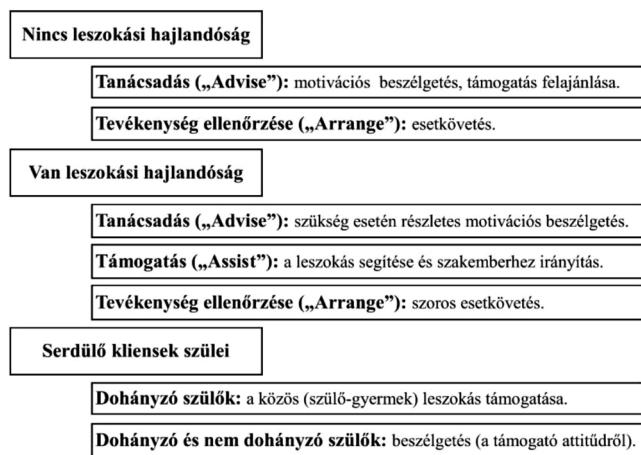 Nincs leszokási hajlandóság
Tanácsadás („Advise”): motivációs beszélgetés, támogatás felajánlása.
Tevékenység ellenőrzése („Arrange”): esetkövetés.
Van leszokási hajlandóság
Tanácsadás („Advise”): szükség esetén részletes motivációs beszélgetés.
Támogatás („Assist”): a leszokás segítése és szakemberhez irányítás.
Tevékenység ellenőrzése („Arrange”): szoros esetkövetés.
Serdülő kliensek szülei
Dohányzó szülők: a közös (szülő-gyermek) leszokás támogatása.
Dohányzó és nem dohányzó szülők: beszélgetés (a támogató attitűdről).